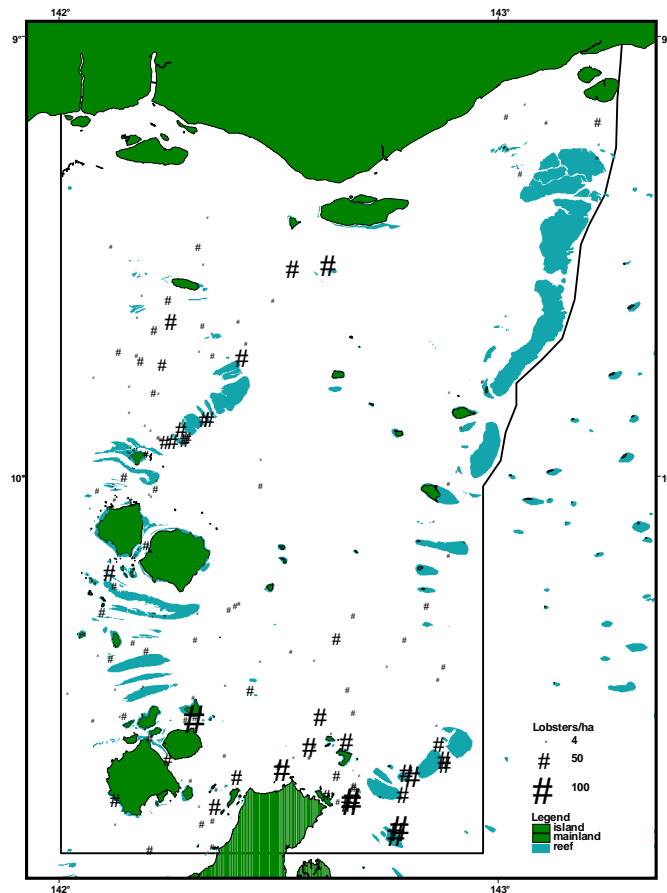 142° 143°
9° 9
10° 1
Lobsters/ha
4
# 50
# 100
Legend
island
mainland
reef
142° 143°